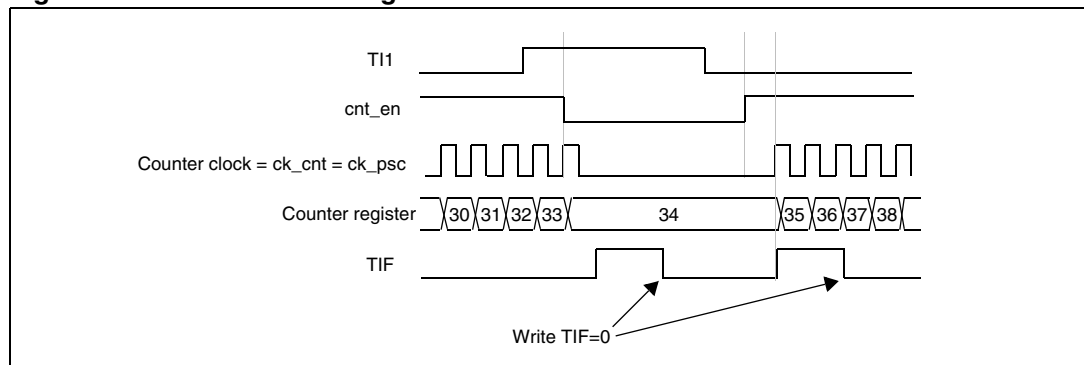 TI1
cnt_en
Counter clock = ck_cnt = ck_psc
Counter register 30 31 32 33 34 35 36 37 38
TIF
Write TIF=0